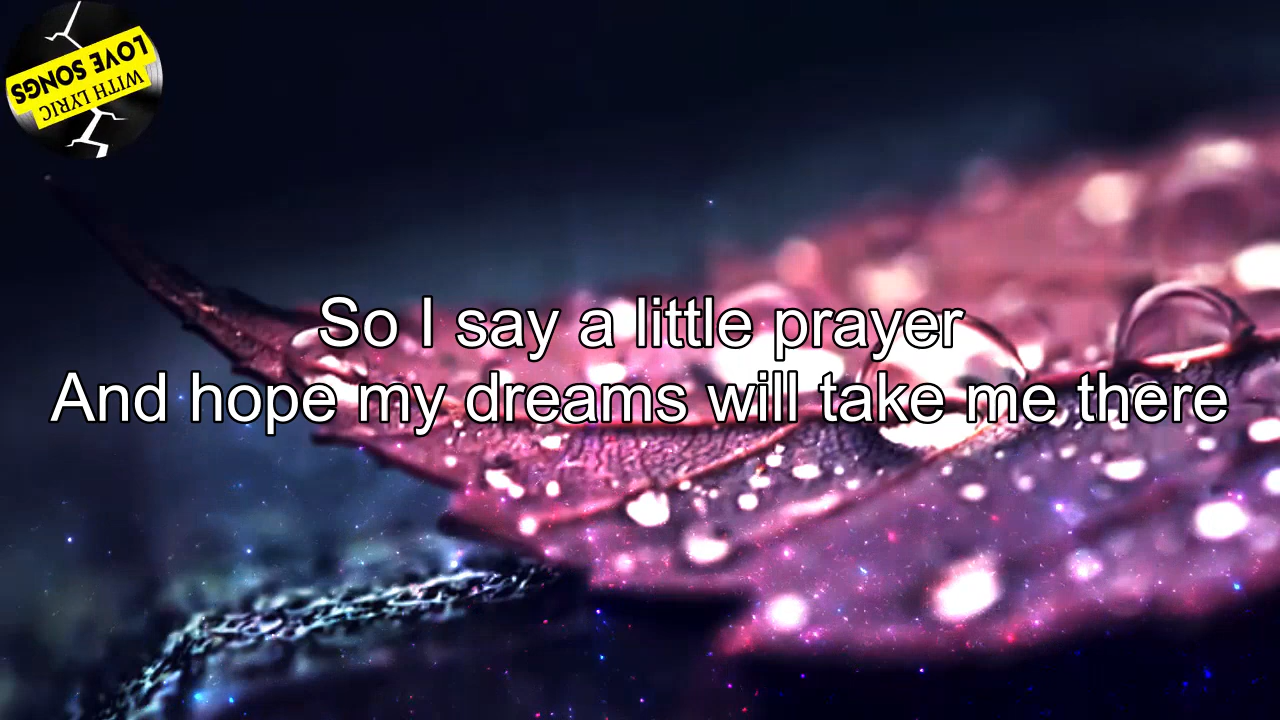 LOVE SONGS
WITH LYRIC
So I say a little prayer
And hope my dreams will take me there